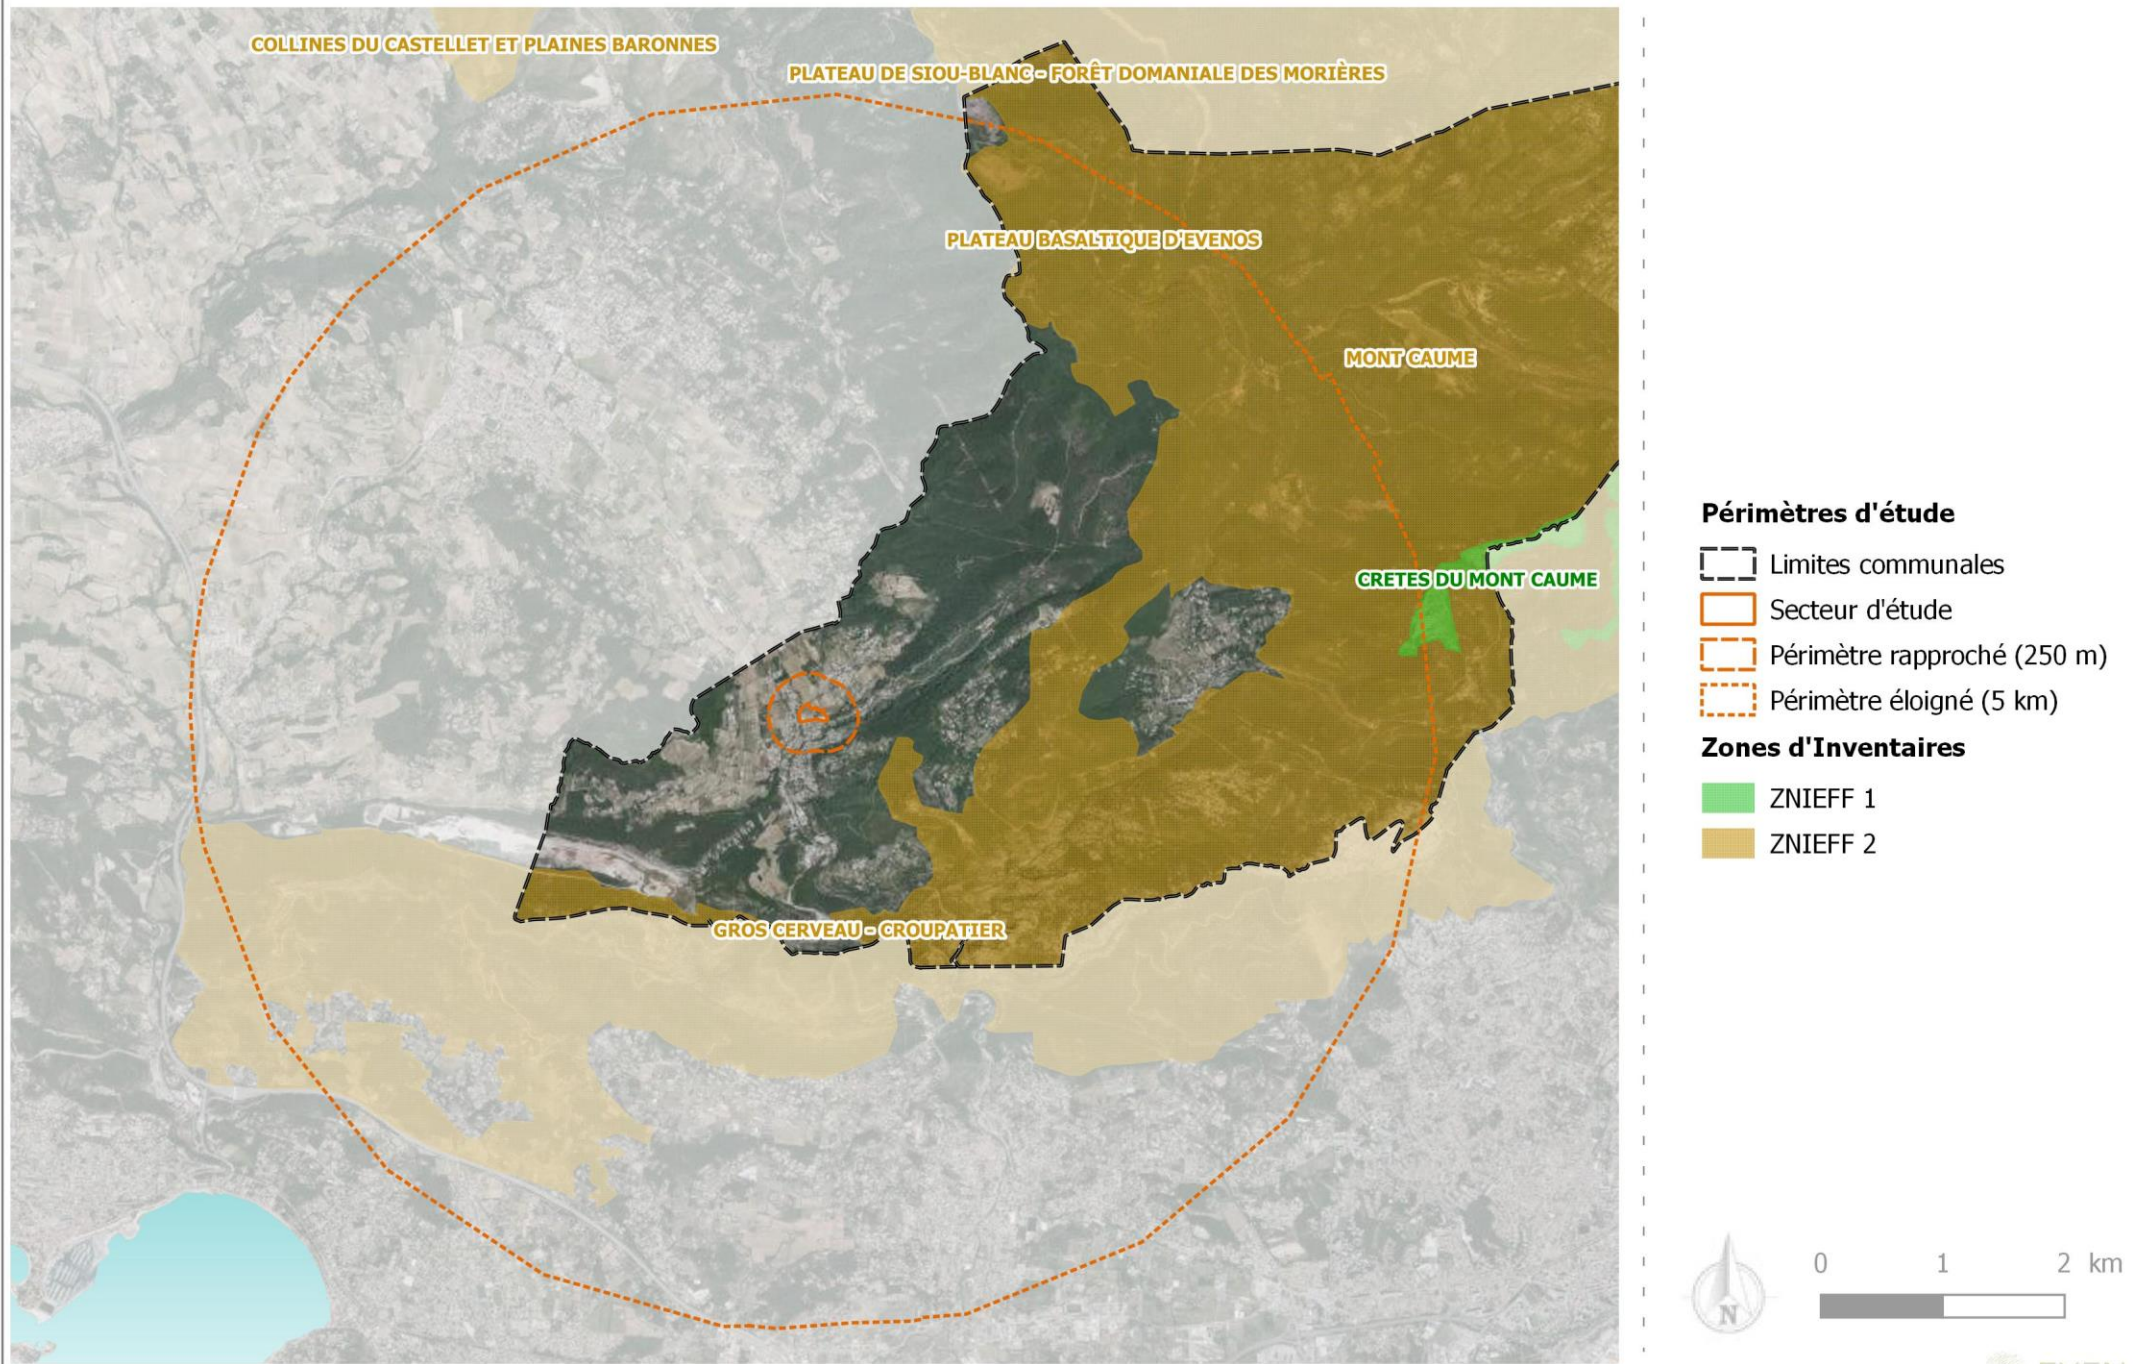 COLLINES DU CASTELLET ET PLAINES BARONNES
PLATEAU DE SIOU-BLANC - FORÊT DOMANIALE DES MORIÈRES
PLATEAU BASALTIQUE D'EVENOS
MONT CAUME
CRETES DU MONT CAUME
GROS CERVEAU - CROUPATIER
Périmètres d'étude
Limites communales
Secteur d'étude
Périmètre rapproché (250 m)
Périmètre éloigné (5 km)
Zones d'Inventaires
ZNIEFF 1
ZNIEFF 2
N
0 1 2 km